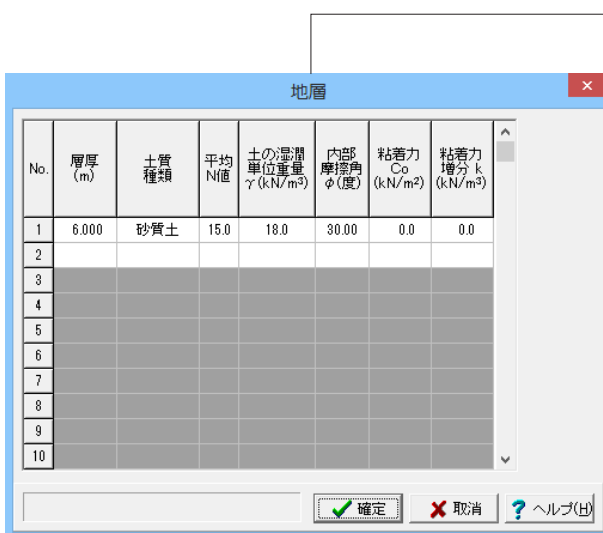 地層
×
No. 層厚 (m) 土質 種類 平均 N値 土の湿潤 単位重量 γ(kN/m³) 内部 摩擦角 φ(度) 粘着力 Co (kN/m²) 粘着力 増分 k (kN/m³)
1 6.000 砂質土 15.0 18.0 30.00 0.0 0.0
2
3
4
5
6
7
8
9
10
確定 取消 ? ヘルプ(H)